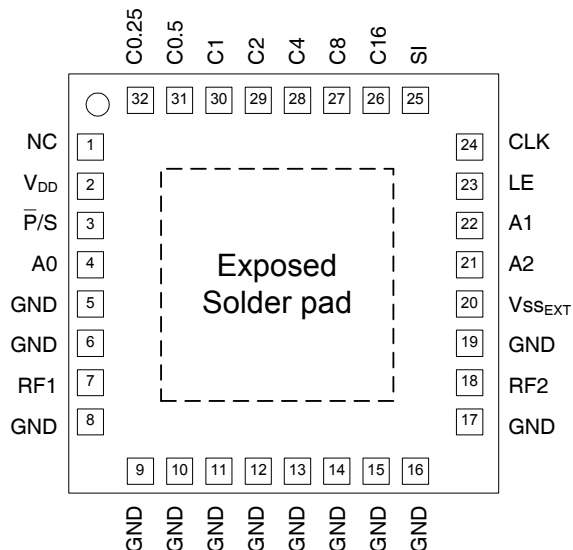 C0.25 C0.5 C1 C2 C4 C8 C16 SI
32 31 30 29 28 27 26 25
NC 1 24 CLK
VDD 2 23 LE
P̅/S 3 22 A1
A0 4 21 A2
GND 5 20 VssEXT
GND 6 19 GND
RF1 7 18 RF2
GND 8 17 GND
Exposed
Solder pad
9 10 11 12 13 14 15 16
GND GND GND GND GND GND GND GND